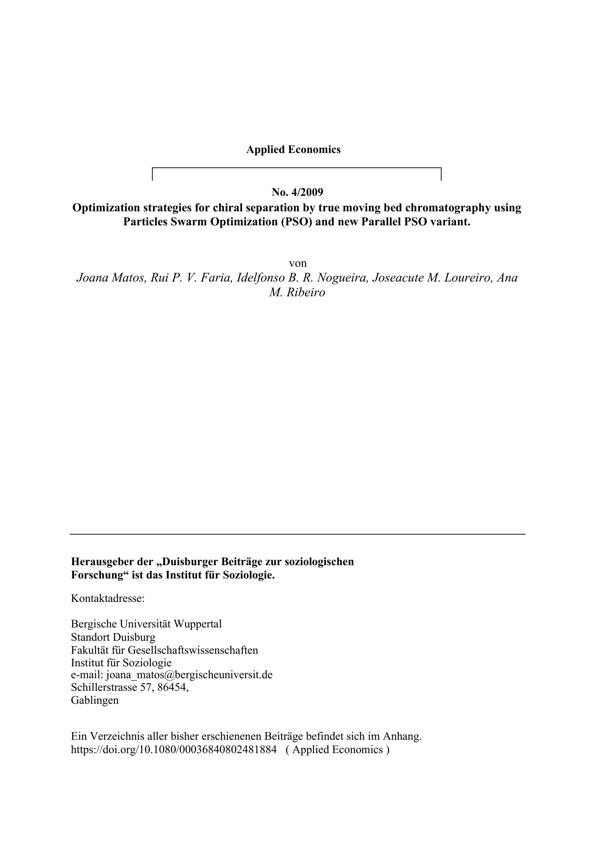 Applied Economics
No. 4/2009
Optimization strategies for chiral separation by true moving bed chromatography using
Particles Swarm Optimization (PSO) and new Parallel PSO variant.
von
Joana Matos, Rui P. V. Faria, Idelfonso B. R. Nogueira, Joseacute M. Loureiro, Ana
M. Ribeiro
Herausgeber der „Duisburger Beiträge zur soziologischen
Forschung“ ist das Institut für Soziologie.
Kontaktadresse:
Bergische Universität Wuppertal
Standort Duisburg
Fakultät für Gesellschaftswissenschaften
Institut für Soziologie
e-mail: joana_matos@bergischeuniversit.de
Schillerstrasse 57, 86454,
Gablingen
Ein Verzeichnis aller bisher erschienenen Beiträge befindet sich im Anhang.
https://doi.org/10.1080/00036840802481884 ( Applied Economics )